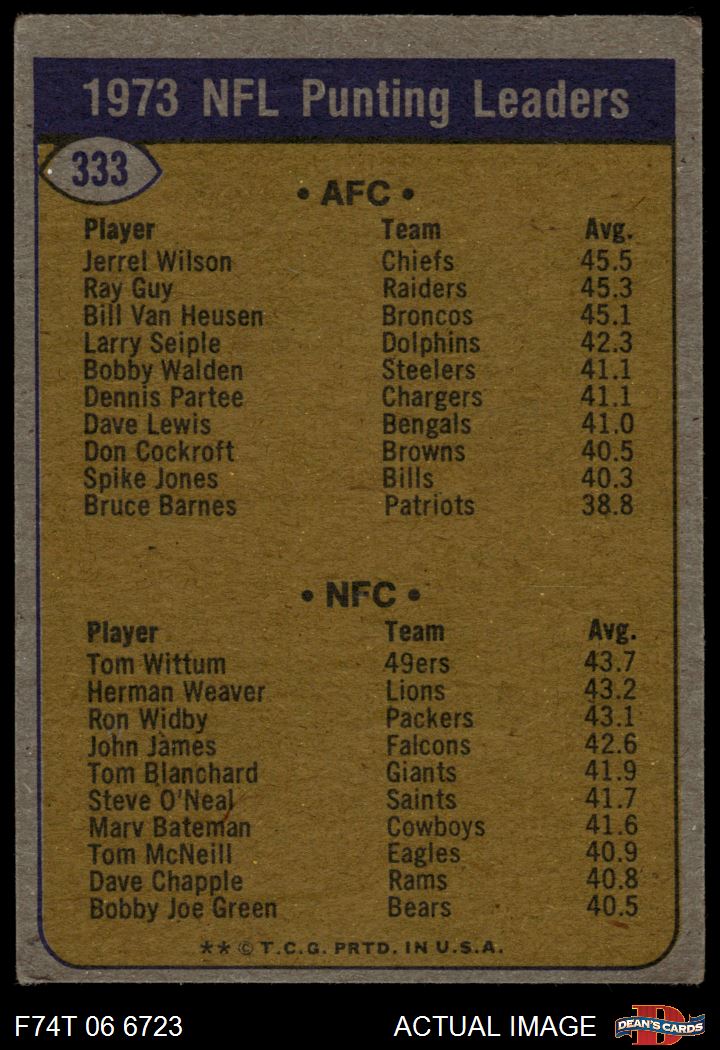 1973 NFL Punting Leaders
333
• AFC •
Player Team Avg.
Jerrel Wilson Chiefs 45.5
Ray Guy Raiders 45.3
Bill Van Heusen Broncos 45.1
Larry Seiple Dolphins 42.3
Bobby Walden Steelers 41.1
Dennis Partee Chargers 41.1
Dave Lewis Bengals 41.0
Don Cockroft Browns 40.5
Spike Jones Bills 40.3
Bruce Barnes Patriots 38.8
• NFC •
Player Team Avg.
Tom Wittum 49ers 43.7
Herman Weaver Lions 43.2
Ron Widby Packers 43.1
John James Falcons 42.6
Tom Blanchard Giants 41.9
Steve O'Neal Saints 41.7
Marv Bateman Cowboys 41.6
Tom McNeill Eagles 40.9
Dave Chapple Rams 40.8
Bobby Joe Green Bears 40.5
** © T.C.G. PRTD. IN U.S.A.
F74T 06 6723 ACTUAL IMAGE D DEAN'S CARDS